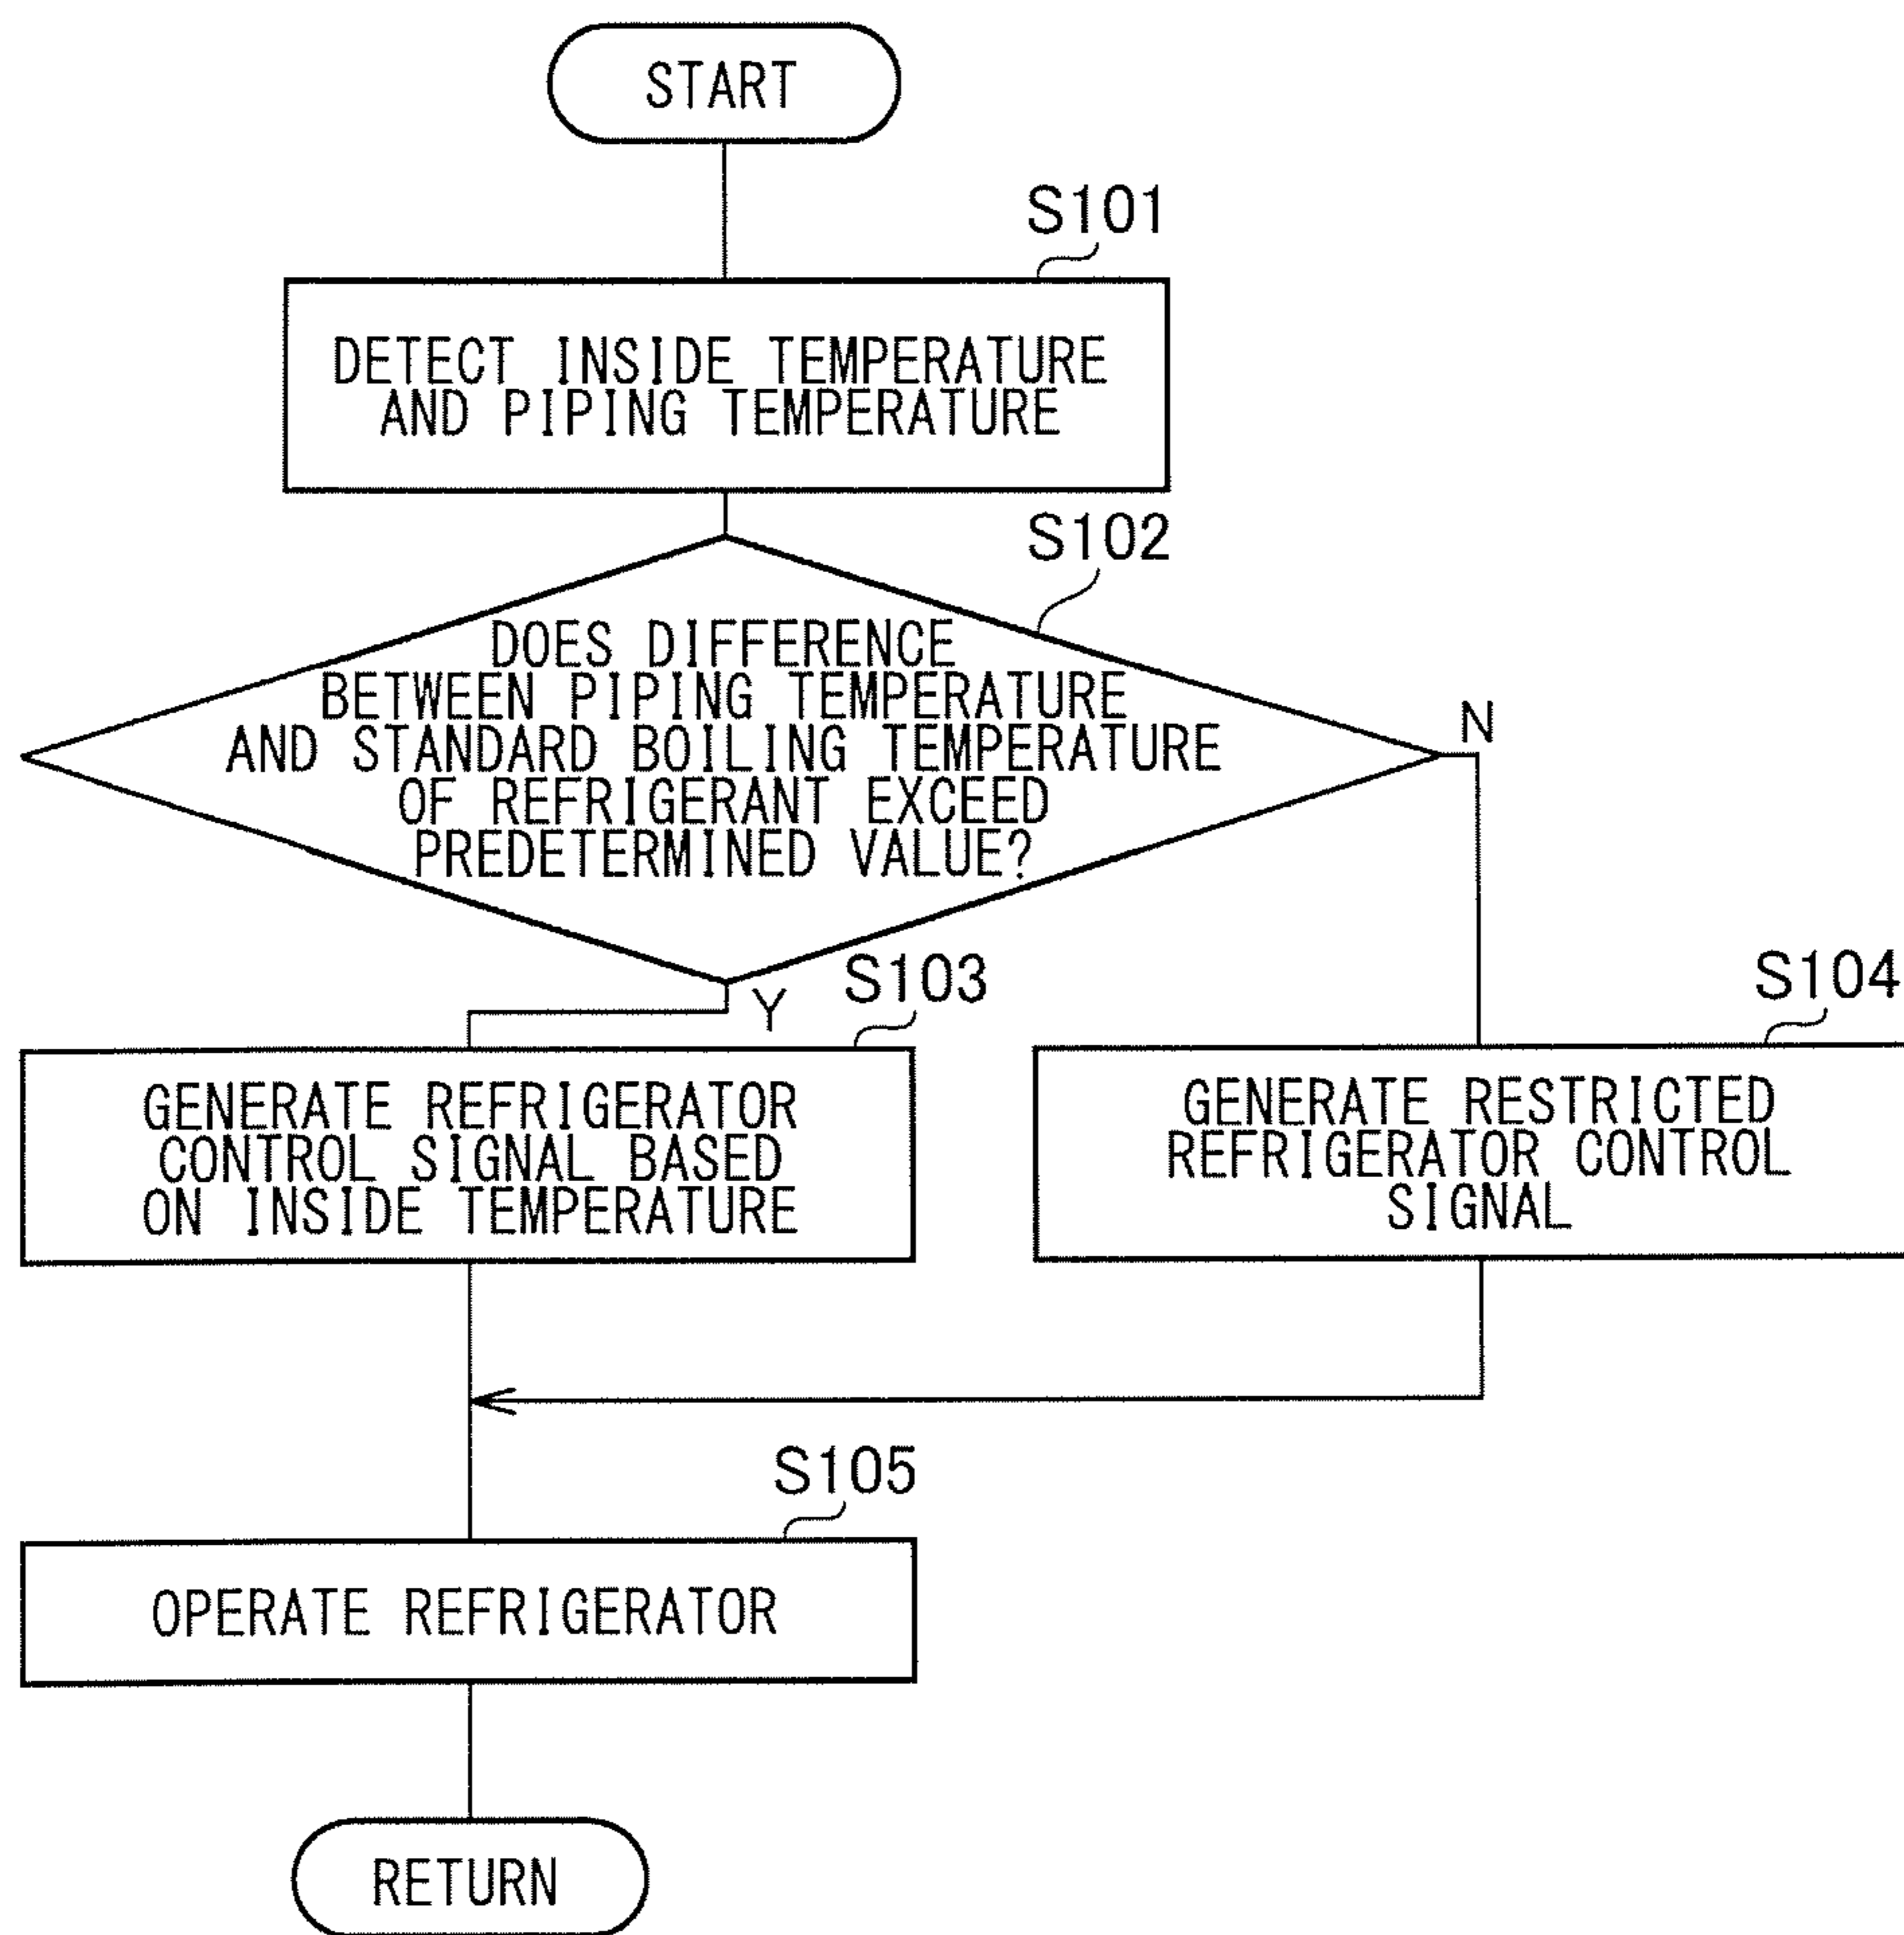 START
S101
DETECT INSIDE TEMPERATURE
AND PIPING TEMPERATURE
S102
DOES DIFFERENCE
BETWEEN PIPING TEMPERATURE
AND STANDARD BOILING TEMPERATURE
OF REFRIGERANT EXCEED
PREDETERMINED VALUE?
N
Y
S103
GENERATE REFRIGERATOR
CONTROL SIGNAL BASED
ON INSIDE TEMPERATURE
S104
GENERATE RESTRICTED
REFRIGERATOR CONTROL
SIGNAL
S105
OPERATE REFRIGERATOR
RETURN